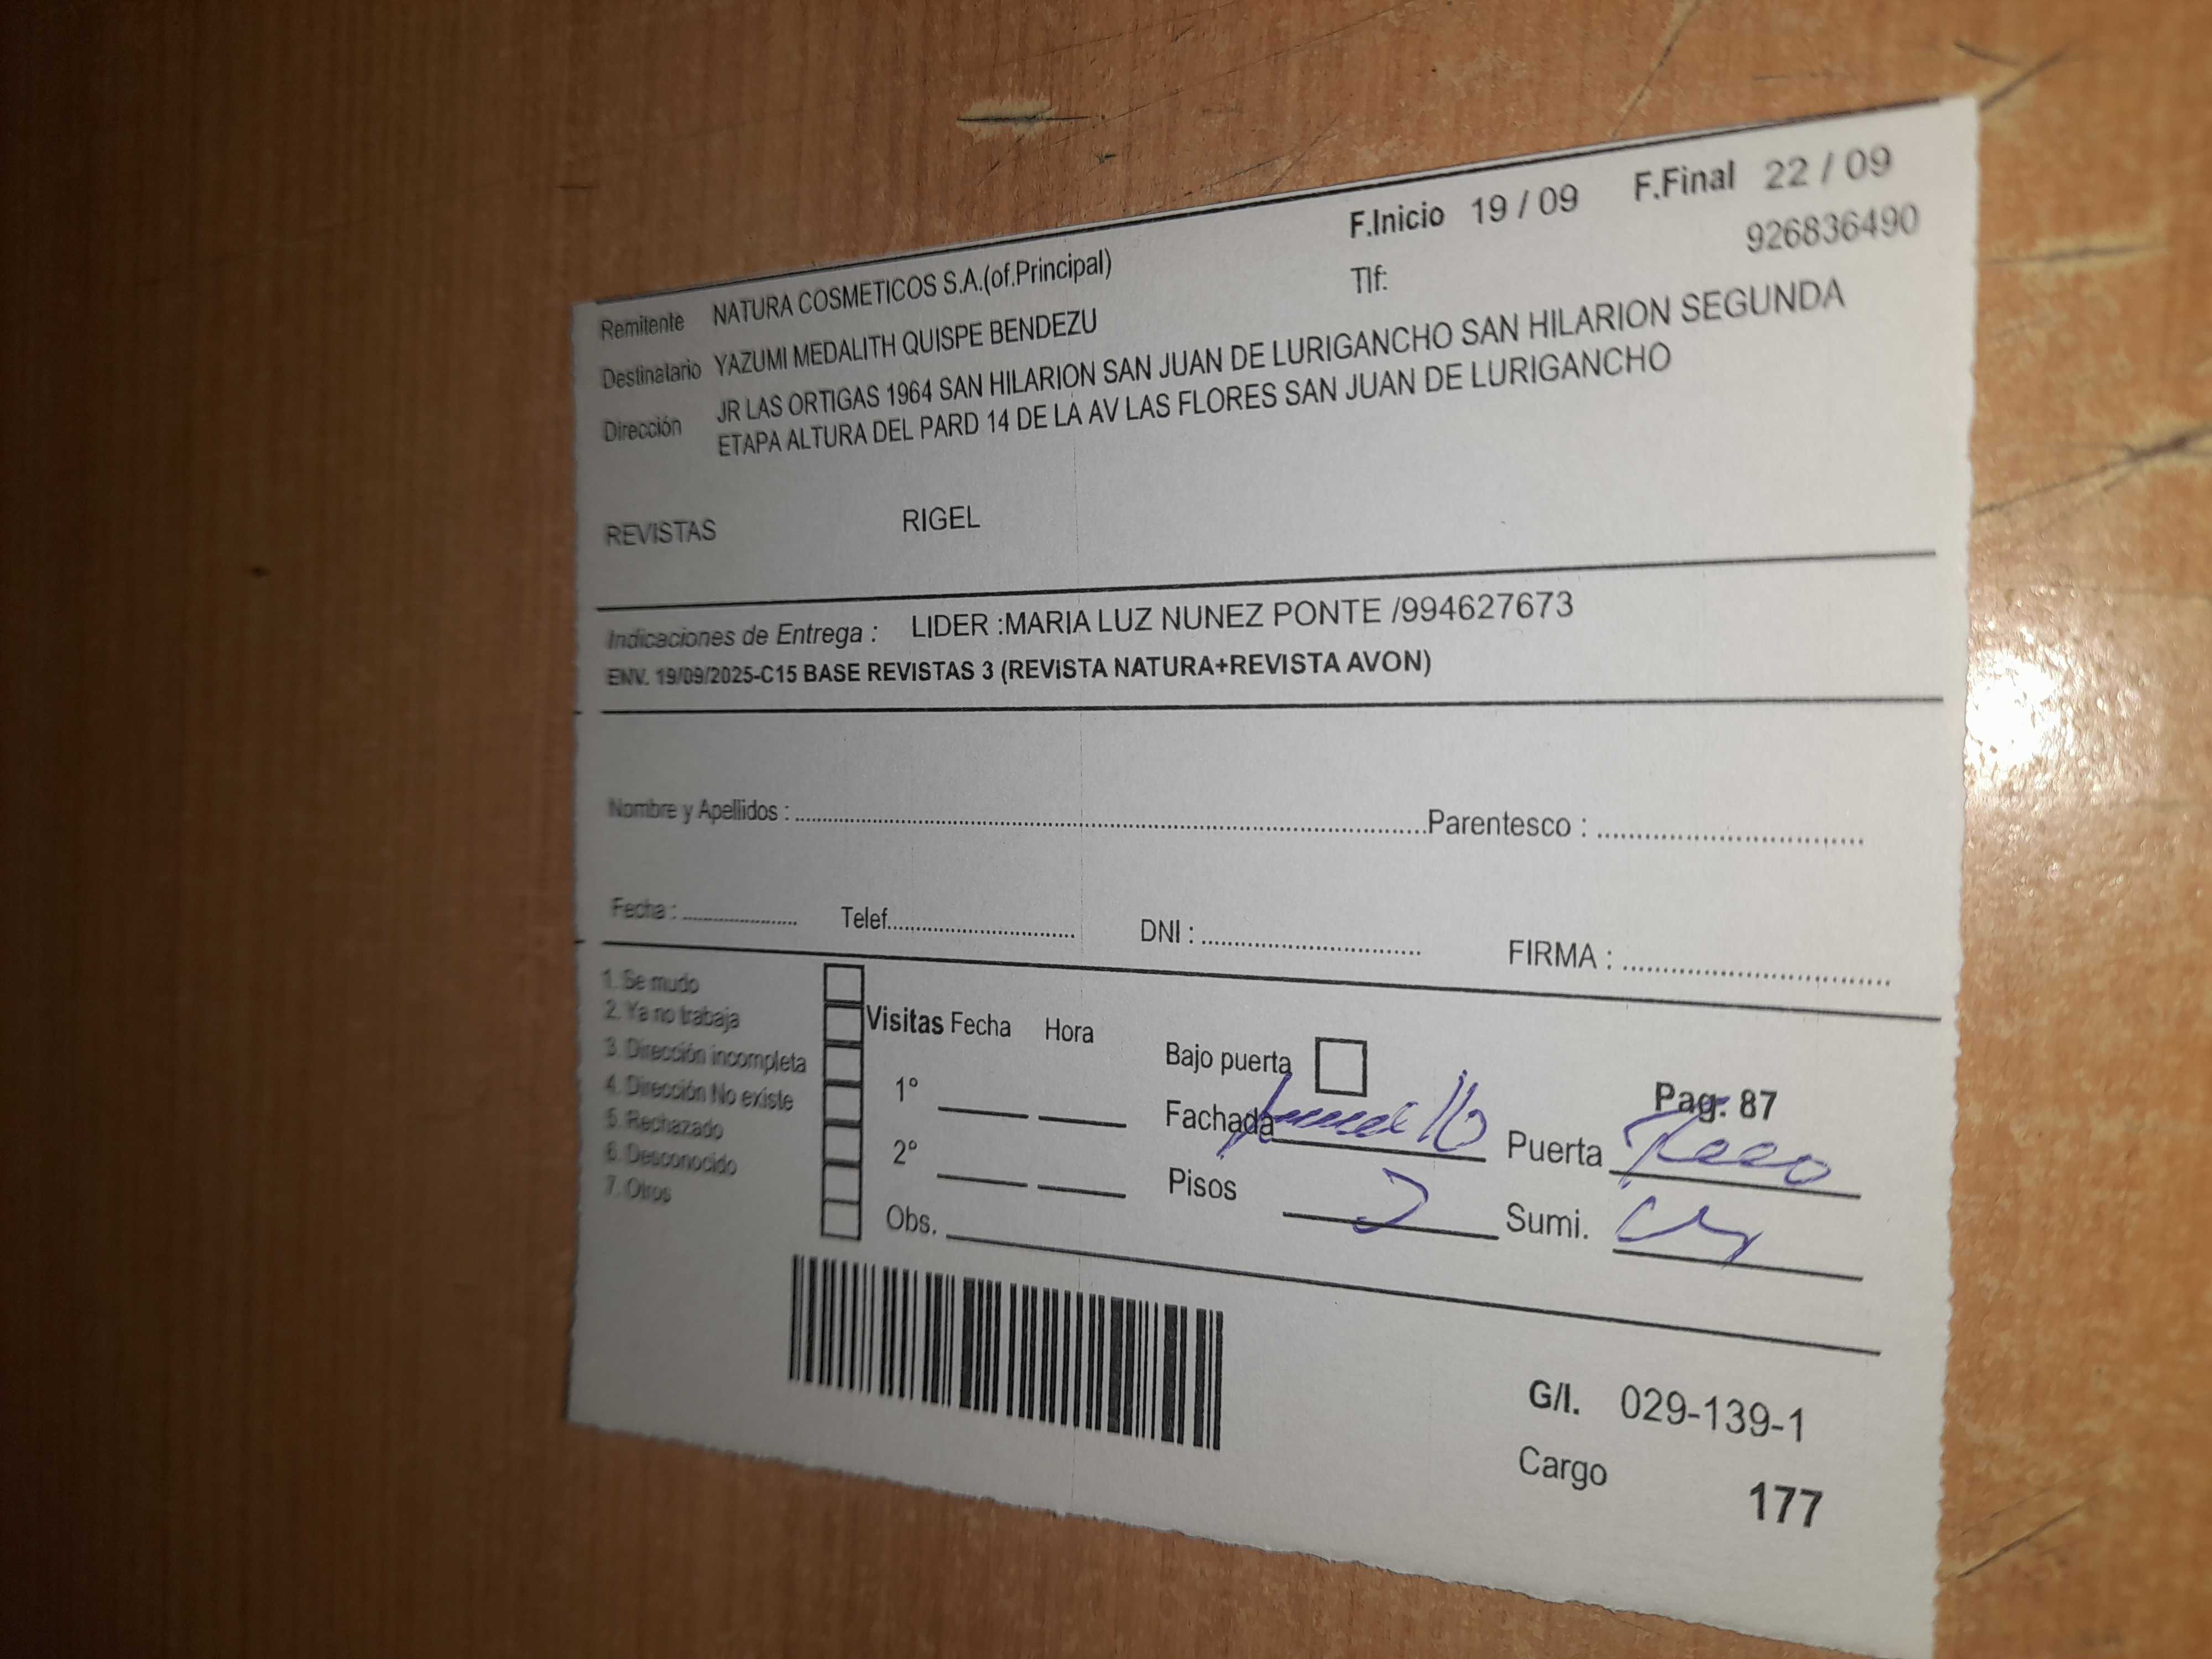 F.Inicio 19 / 09 F.Final 22 / 09
Remitente NATURA COSMETICOS S.A.(of.Principal)
Tlf: 926836490
Destinatario YAZUMI MEDALITH QUISPE BENDEZU
Dirección JR LAS ORTIGAS 1964 SAN HILARION SAN JUAN DE LURIGANCHO SAN HILARION SEGUNDA
ETAPA ALTURA DEL PARD 14 DE LA AV LAS FLORES SAN JUAN DE LURIGANCHO
REVISTAS RIGEL
Indicaciones de Entrega : LIDER :MARIA LUZ NUNEZ PONTE /994627673
ENV. 19/09/2025-C15 BASE REVISTAS 3 (REVISTA NATURA+REVISTA AVON)
Nombre y Apellidos : Parentesco :
Fecha : Telef. DNI : FIRMA :
1. Se mudo
2. Ya no trabaja
3. Dirección incompleta
4. Dirección No existe
5. Rechazado
6. Desconocido
7. Otros
Visitas Fecha Hora
1°
2°
Obs.
Bajo puerta
Pag. 87
Fachada Puerta
Pisos 2 Sumi.
G/I. 029-139-1
Cargo 177